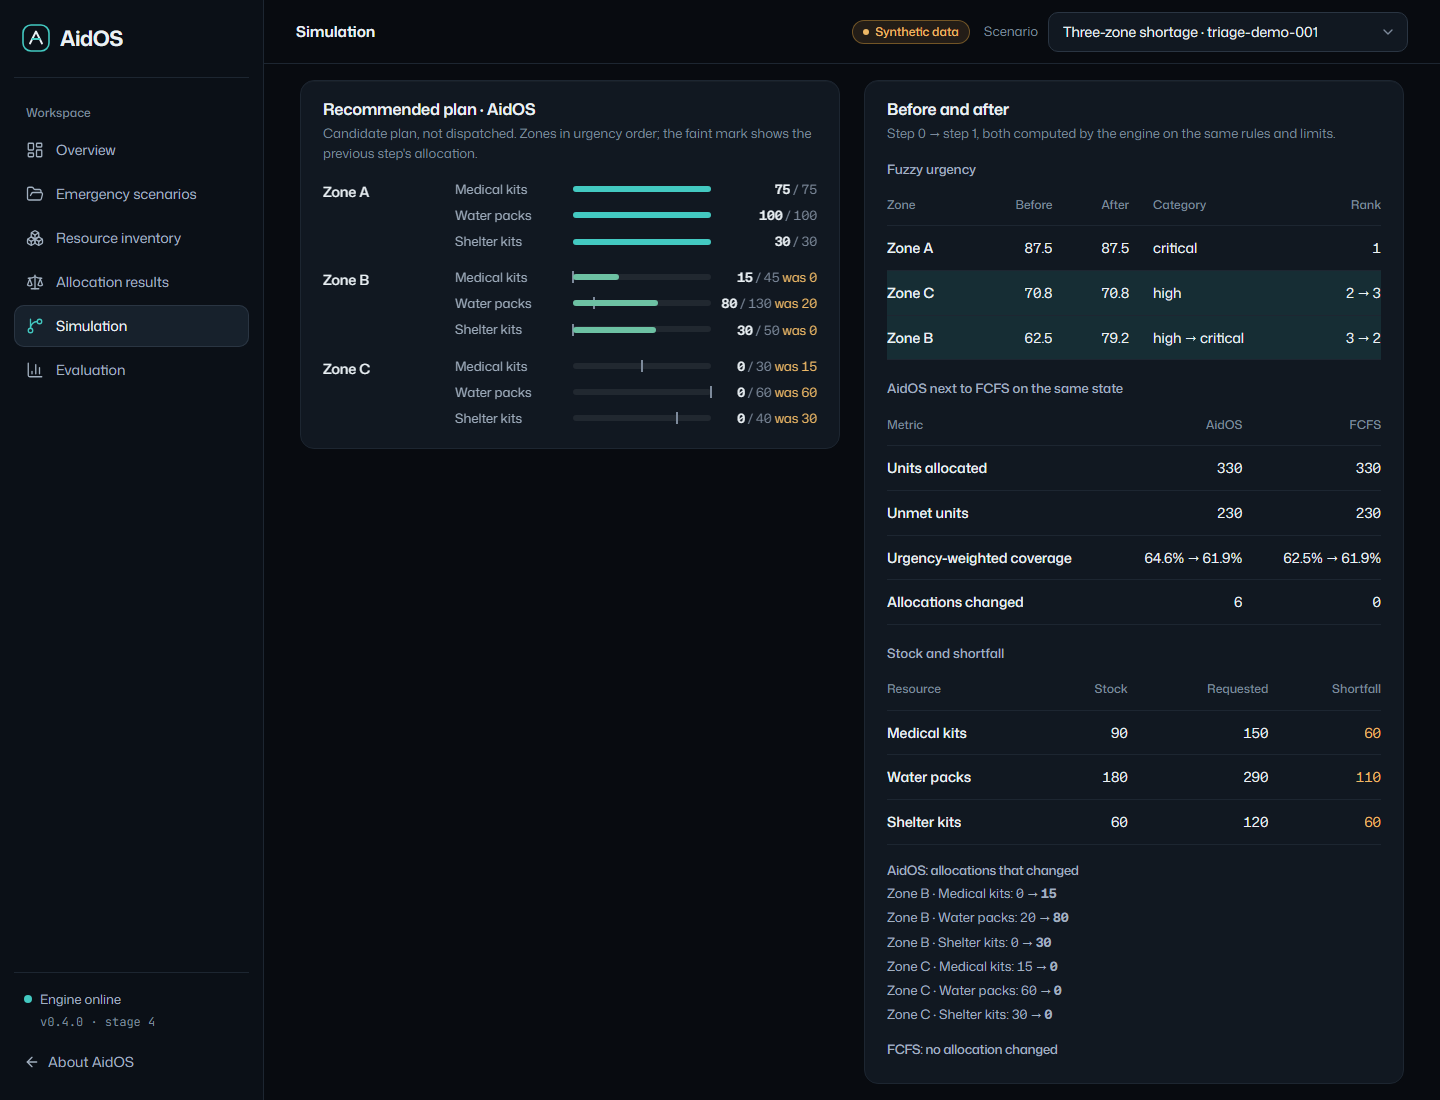 AidOS
Workspace
Overview
Emergency scenarios
Resource inventory
Allocation results
Simulation
Evaluation
Engine online
v0.4.0 · stage 4
← About AidOS
Simulation
Synthetic data
Scenario
Three-zone shortage · triage-demo-001
Recommended plan · AidOS
Candidate plan, not dispatched. Zones in urgency order; the faint mark shows the
previous step's allocation.
Zone A
Medical kits 75 / 75
Water packs 100 / 100
Shelter kits 30 / 30
Zone B
Medical kits 15 / 45 was 0
Water packs 80 / 130 was 20
Shelter kits 30 / 50 was 0
Zone C
Medical kits 0 / 30 was 15
Water packs 0 / 60 was 60
Shelter kits 0 / 40 was 30
Before and after
Step 0 → step 1, both computed by the engine on the same rules and limits.
Fuzzy urgency
Zone Before After Category Rank
Zone A 87.5 87.5 critical 1
Zone C 70.8 70.8 high 2 → 3
Zone B 62.5 79.2 high → critical 3 → 2
AidOS next to FCFS on the same state
Metric AidOS FCFS
Units allocated 330 330
Unmet units 230 230
Urgency-weighted coverage 64.6% → 61.9% 62.5% → 61.9%
Allocations changed 6 0
Stock and shortfall
Resource Stock Requested Shortfall
Medical kits 90 150 60
Water packs 180 290 110
Shelter kits 60 120 60
AidOS: allocations that changed
Zone B · Medical kits: 0 → 15
Zone B · Water packs: 20 → 80
Zone B · Shelter kits: 0 → 30
Zone C · Medical kits: 15 → 0
Zone C · Water packs: 60 → 0
Zone C · Shelter kits: 30 → 0
FCFS: no allocation changed